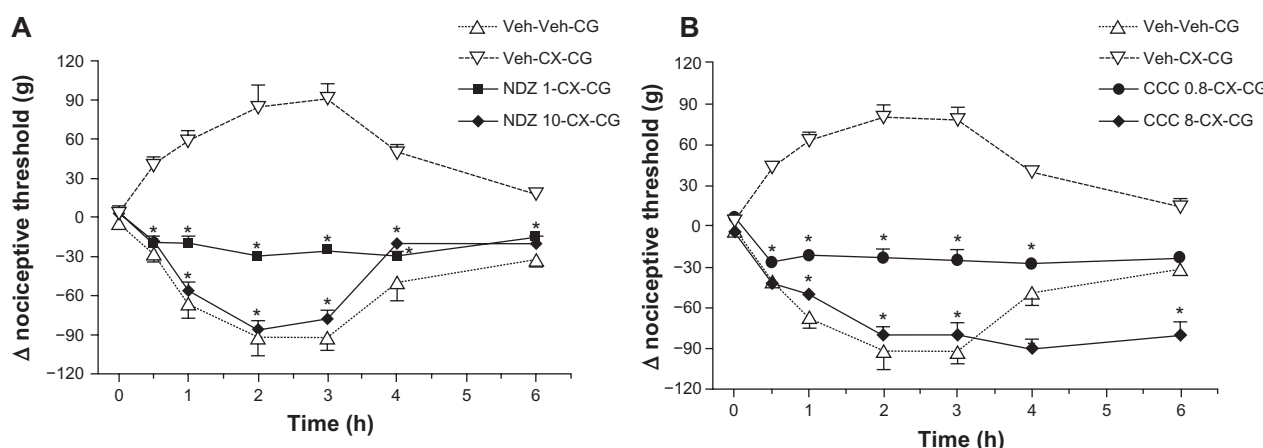 A
Veh-Veh-CG
Veh-CX-CG
NDZ 1-CX-CG
NDZ 10-CX-CG
Δ nociceptive threshold (g)
120
90
60
30
0
−30
−60
−90
−120
* * * * * *
* * * *
*
0 1 2 3 4 5 6
Time (h)
B
Veh-Veh-CG
Veh-CX-CG
CCC 0.8-CX-CG
CCC 8-CX-CG
Δ nociceptive threshold (g)
120
90
60
30
0
−30
−60
−90
−120
* * * * *
* * * *
0 1 2 3 4 5 6
Time (h)